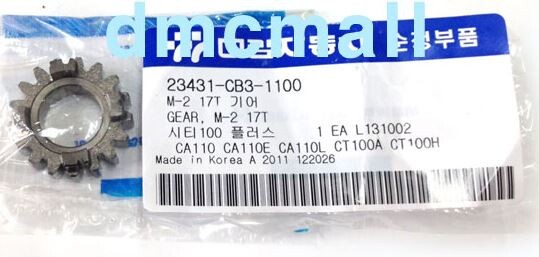 dmcmall
순정부품
23431-CB3-1100
M-2 17T 기어
GEAR, M-2 17T
시티100 플러스 1 EA L131002
CA110 CA110E CA110L CT100A CT100H
Made in Korea A 2011 122026